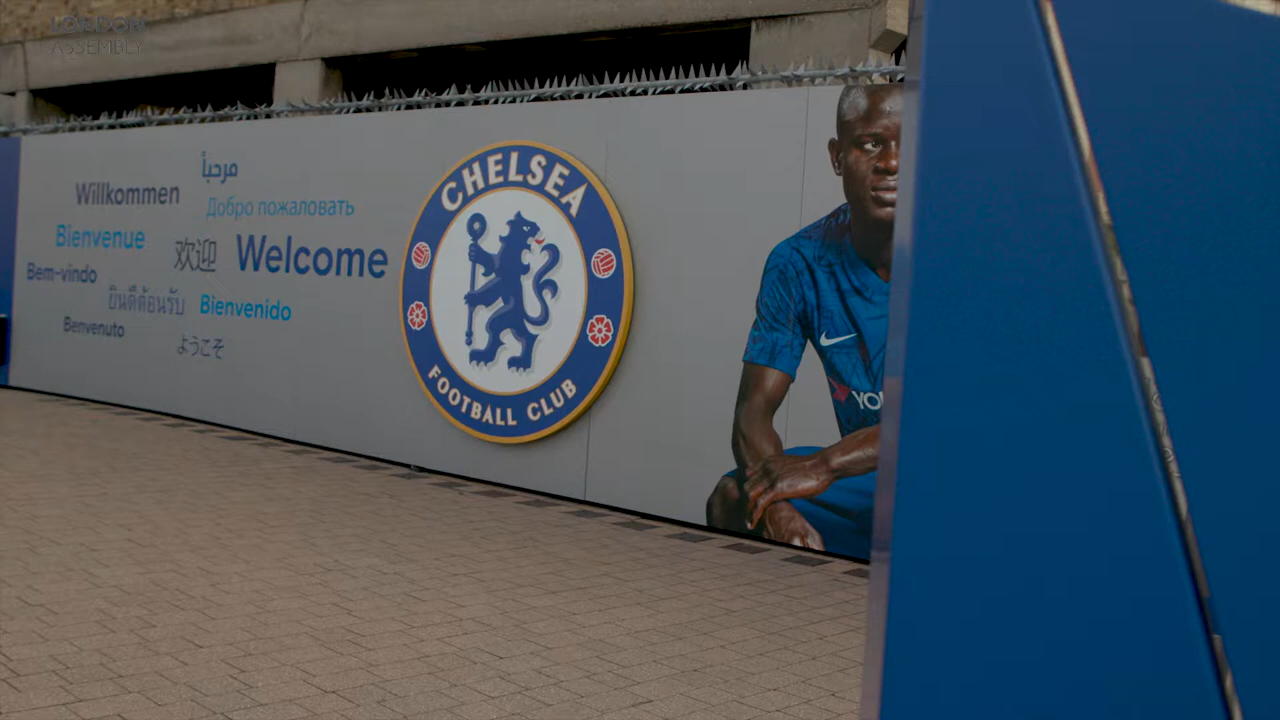 LONDON
ASSEMBLY
مرحباً
Willkommen
Добро пожаловать
Bienvenue
欢迎
Welcome
Bem-vindo
ยินดีต้อนรับ
Bienvenido
Benvenuto
ようこそ
CHELSEA
FOOTBALL CLUB